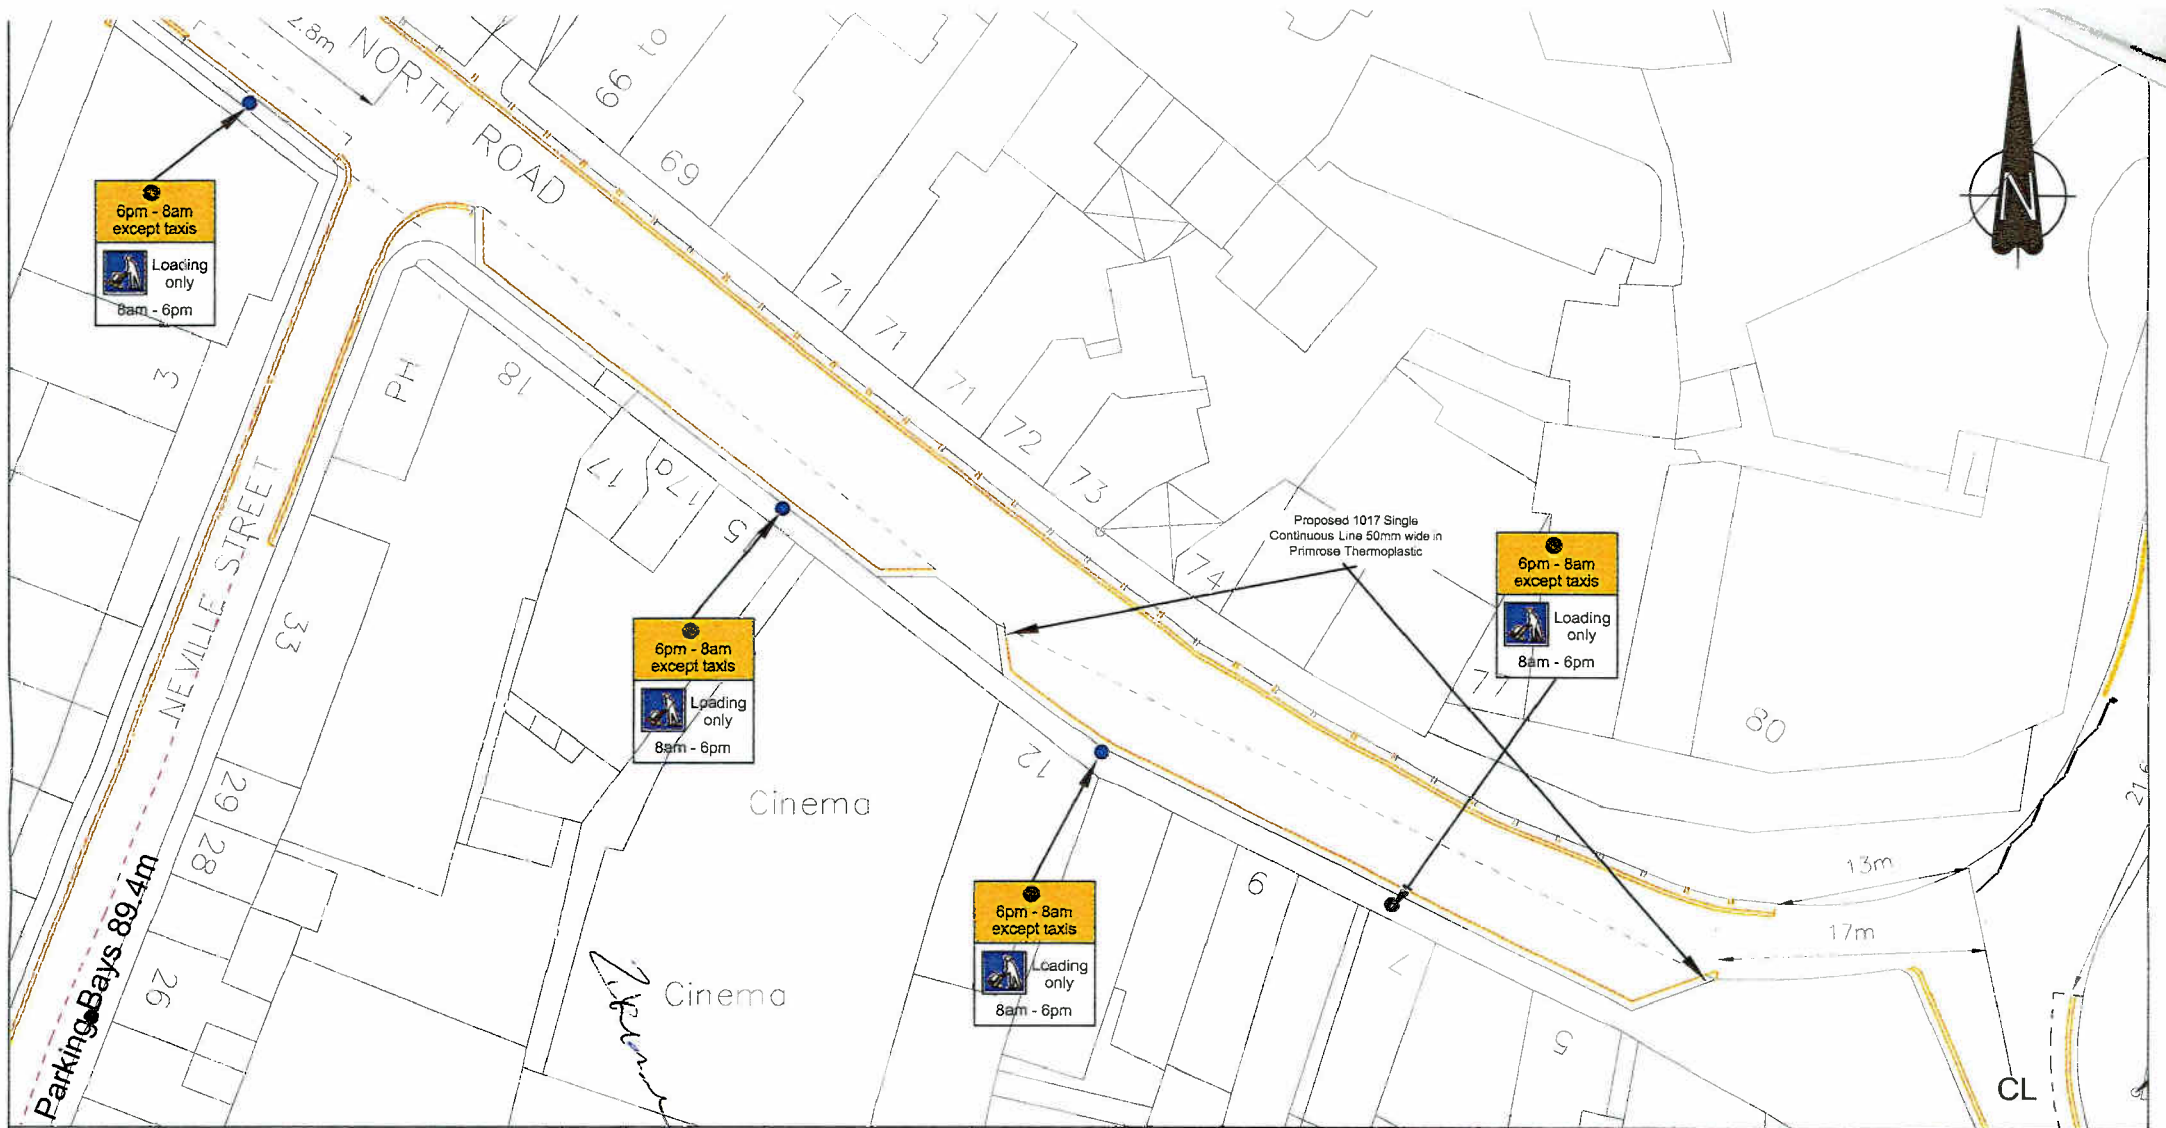 2.8m
NORTH ROAD
66 to
69
6pm - 8am
except taxis
Loading
only
8am - 6pm
N
3
PH
18
17
17a
5
71
71
71
72
73
74
77
80
NEVILLE STREET
33
29
28
26
Parking Bays 89.4m
Proposed 1017 Single
Continuous Line 50mm wide in
Primrose Thermoplastic
6pm - 8am
except taxis
Loading
only
8am - 6pm
6pm - 8am
except taxis
Loading
only
8am - 6pm
Cinema
12
Cinema
6pm - 8am
except taxis
Loading
only
8am - 6pm
9
7
5
13m
17m
CL